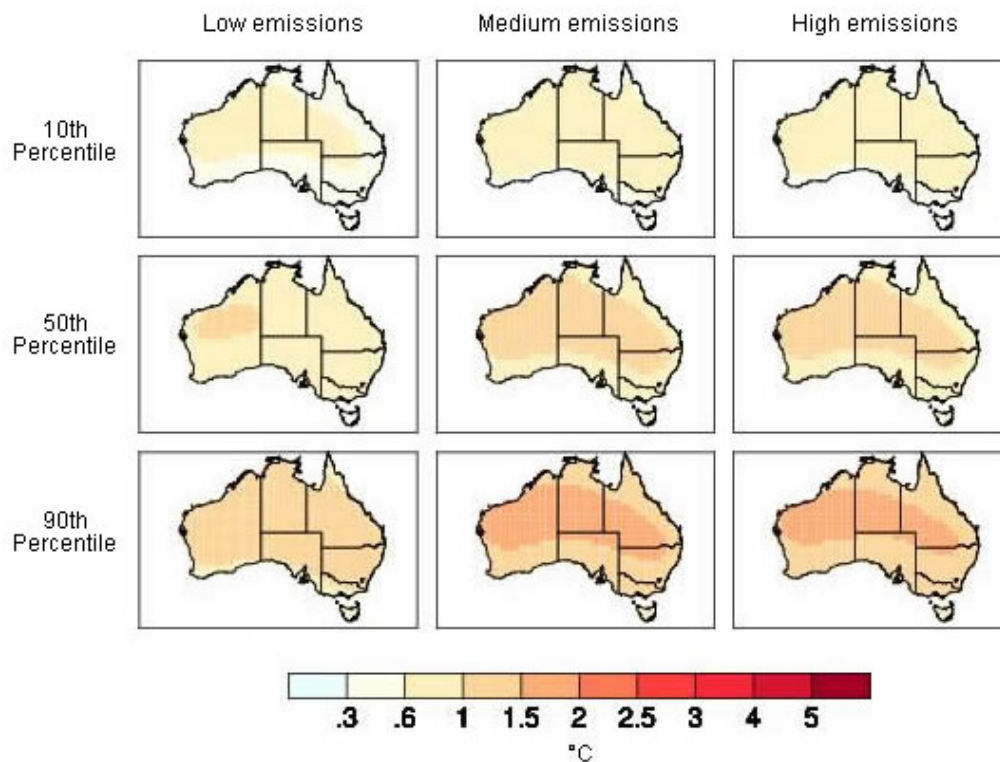 Low emissions Medium emissions High emissions
10th
Percentile
50th
Percentile
90th
Percentile
.3 .6 1 1.5 2 2.5 3 4 5
°C